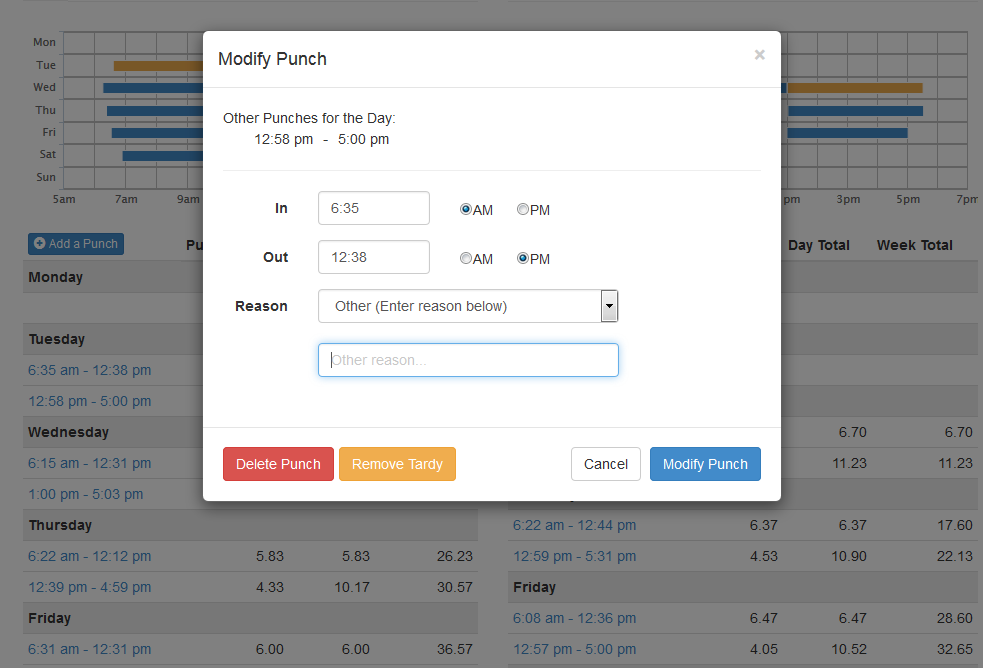 Mon
Tue
Wed
Thu
Fri
Sat
Sun
5am 7am 9am pm 3pm 5pm 7pm
Modify Punch ×
Other Punches for the Day:
12:58 pm - 5:00 pm
In 6:35 AM PM
Out 12:38 AM PM
Reason Other (Enter reason below)
Other reason...
Delete Punch Remove Tardy Cancel Modify Punch
Add a Punch Pu Day Total Week Total
Monday
Tuesday
6:35 am - 12:38 pm
12:58 pm - 5:00 pm
Wednesday
6:15 am - 12:31 pm
1:00 pm - 5:03 pm
Thursday
6:22 am - 12:12 pm 5.83 5.83 26.23
12:39 pm - 4:59 pm 4.33 10.17 30.57
Friday
6:31 am - 12:31 pm 6.00 6.00 36.57
6.70 6.70
11.23 11.23
6:22 am - 12:44 pm 6.37 6.37 17.60
12:59 pm - 5:31 pm 4.53 10.90 22.13
Friday
6:08 am - 12:36 pm 6.47 6.47 28.60
12:57 pm - 5:00 pm 4.05 10.52 32.65